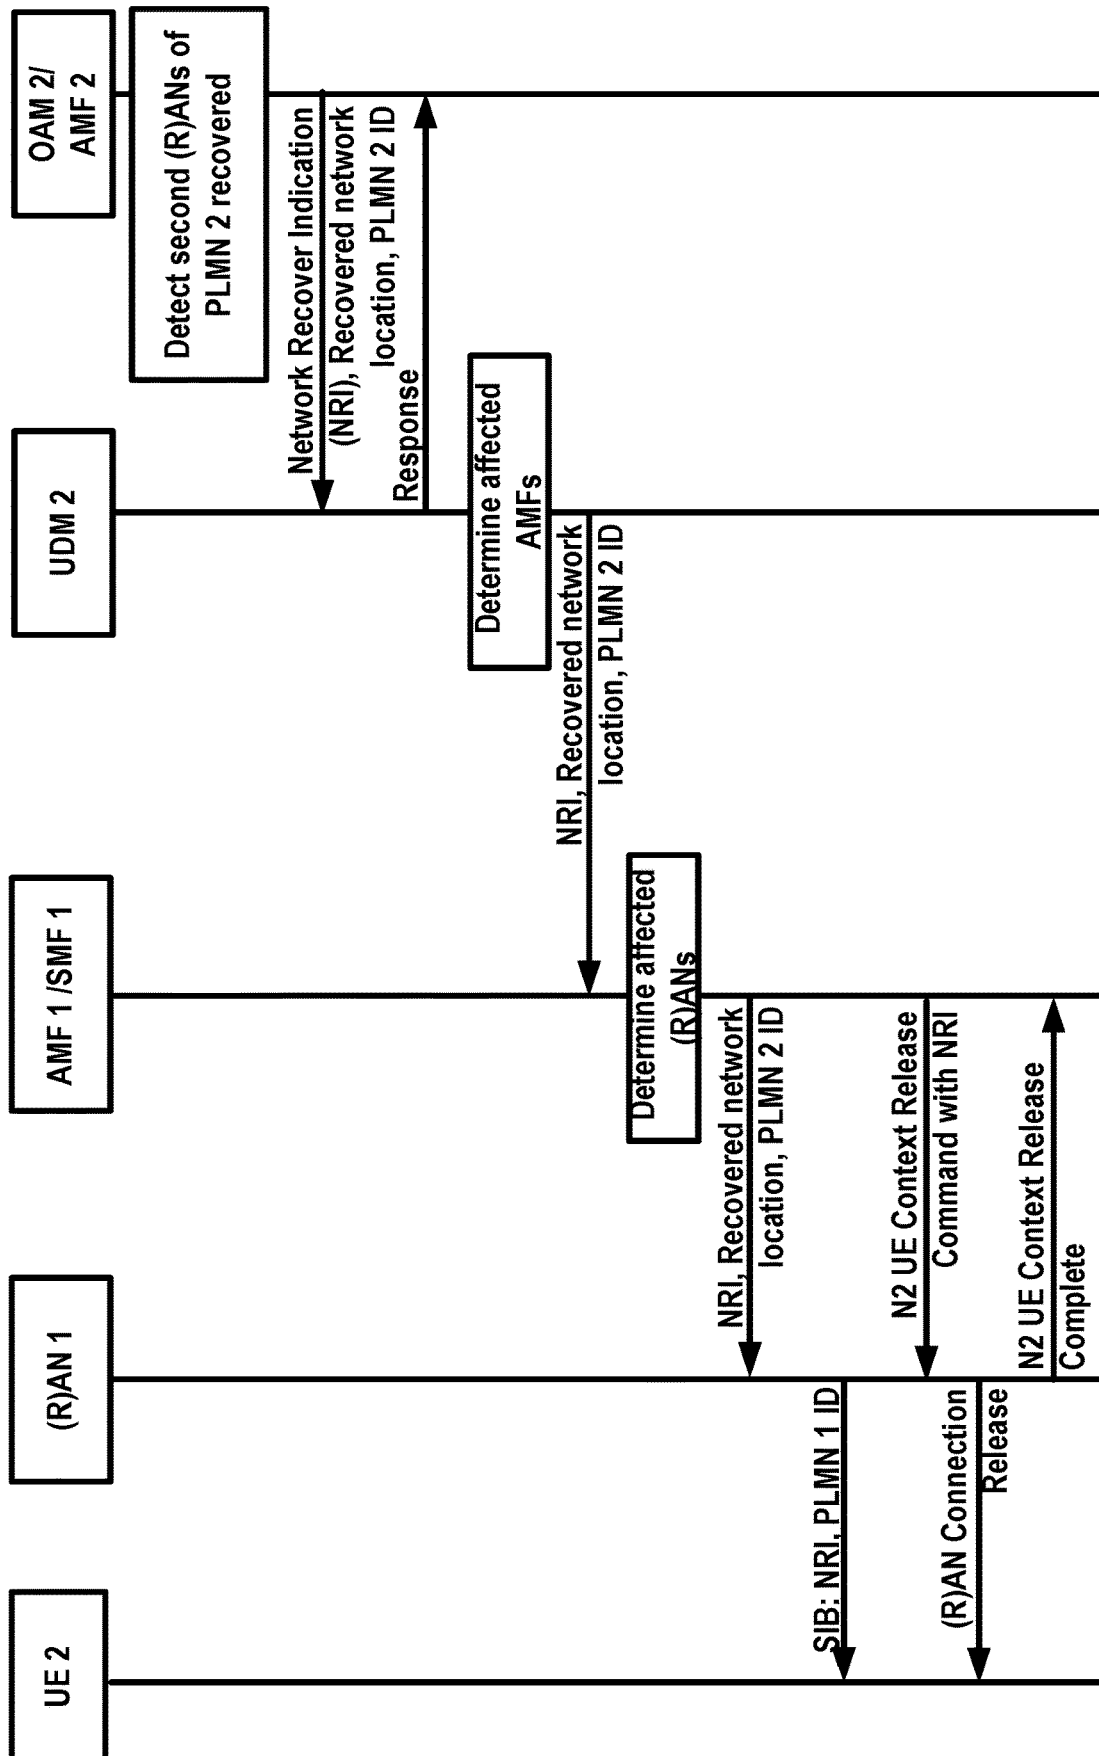 UE 2
(R)AN 1
AMF 1 /SMF 1
UDM 2
OAM 2/
AMF 2
Detect second (R)ANs of
PLMN 2 recovered
Network Recover Indication
(NRI), Recovered network
location, PLMN 2 ID
Response
Determine affected
AMFs
NRI, Recovered network
location, PLMN 2 ID
Determine affected
(R)ANs
NRI, Recovered network
location, PLMN 2 ID
SIB: NRI, PLMN 1 ID
N2 UE Context Release
Command with NRI
(R)AN Connection
Release
N2 UE Context Release
Complete